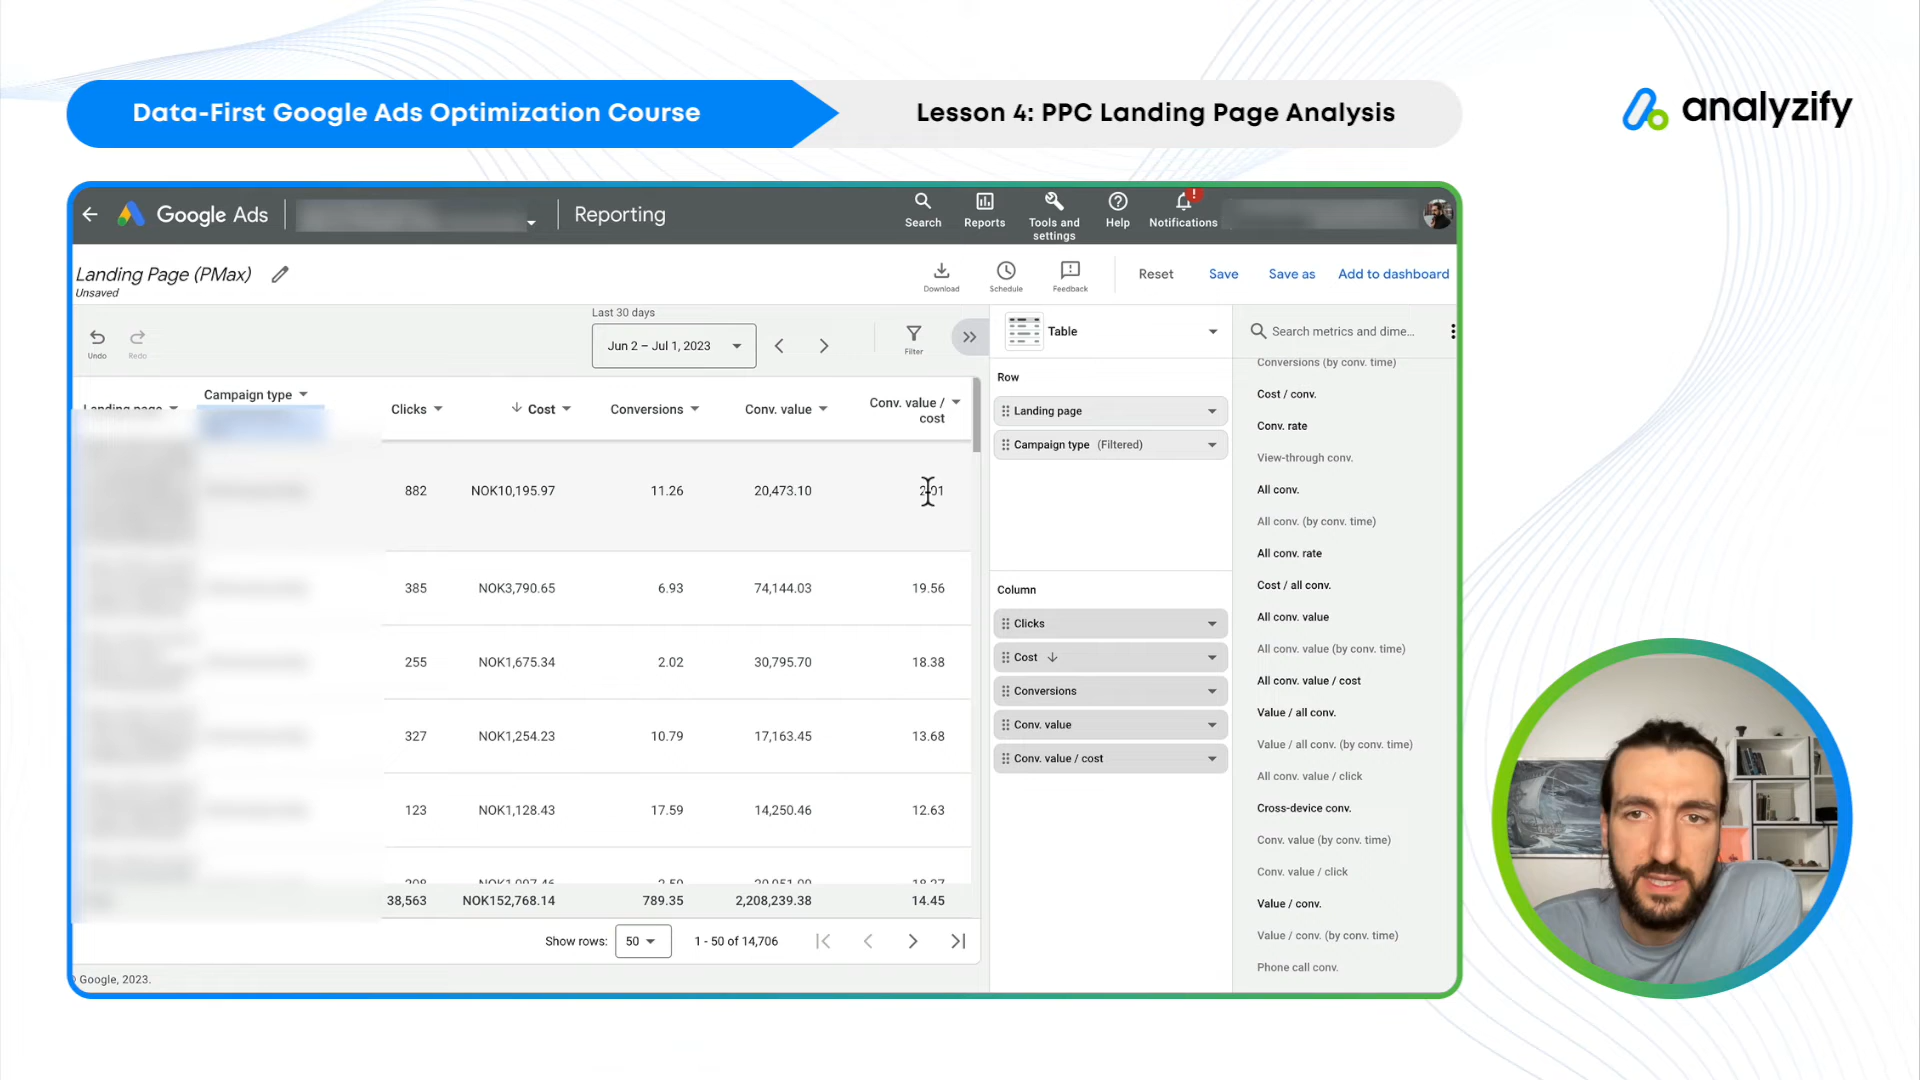 Data-First Google Ads Optimization Course
Lesson 4: PPC Landing Page Analysis
analyzify
Google Ads
Reporting
Search
Reports
Tools and
settings
Help
!
Notifications
Landing Page (PMax)
Unsaved
Download
Schedule
Feedback
Reset
Save
Save as
Add to dashboard
Undo
Redo
Last 30 days
Jun 2 – Jul 1, 2023
Filter
Landing page
Campaign type
Clicks
Cost
Conversions
Conv. value
Conv. value /
cost
882 NOK10,195.97 11.26 20,473.10 2.01
385 NOK3,790.65 6.93 74,144.03 19.56
255 NOK1,675.34 2.02 30,795.70 18.38
327 NOK1,254.23 10.79 17,163.45 13.68
123 NOK1,128.43 17.59 14,250.46 12.63
38,563 NOK152,768.14 789.35 2,208,239.38 14.45
Show rows: 50 1 - 50 of 14,706
Google, 2023.
Table
Row
Landing page
Campaign type (Filtered)
Column
Clicks
Cost
Conversions
Conv. value
Conv. value / cost
Search metrics and dime...
Conversions (by conv. time)
Cost / conv.
Conv. rate
View-through conv.
All conv.
All conv. (by conv. time)
All conv. rate
Cost / all conv.
All conv. value
All conv. value (by conv. time)
All conv. value / cost
Value / all conv.
Value / all conv. (by conv. time)
All conv. value / click
Cross-device conv.
Conv. value (by conv. time)
Conv. value / click
Value / conv.
Value / conv. (by conv. time)
Phone call conv.